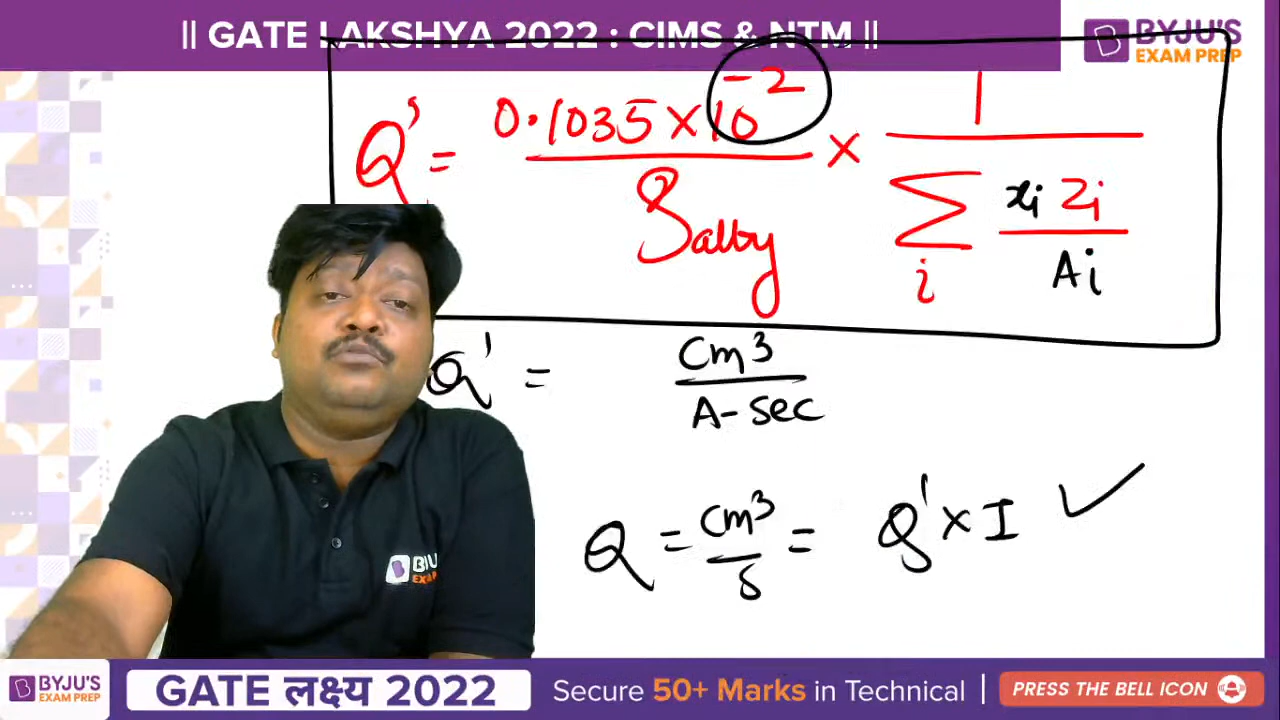 || GATE LAKSHYA 2022 : CIMS & NTM ||
BYJU'S
EXAM PREP
Q' = 0.1035 × 10⁻² / ρalloy × 1 / Σi xi Zi / Ai
Q' = cm³ / A-sec
Q = cm³ / s = Q' × I ✓
BYJU'S
EXAM PREP
GATE लक्ष्य 2022
Secure 50+ Marks in Technical
PRESS THE BELL ICON